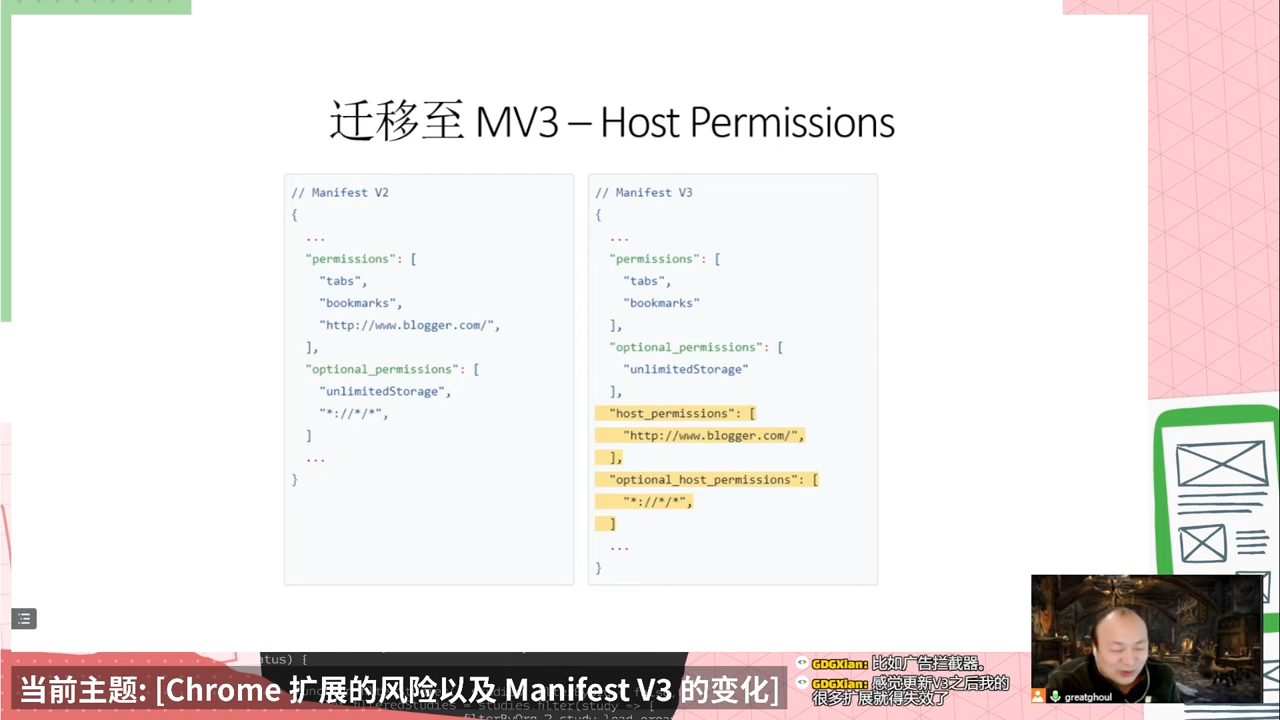 迁移至 MV3 – Host Permissions
// Manifest V2
{
...
"permissions": [
"tabs",
"bookmarks",
"http://www.blogger.com/",
],
"optional_permissions": [
"unlimitedStorage",
"*://*/*",
]
...
}
// Manifest V3
{
...
"permissions": [
"tabs",
"bookmarks"
],
"optional_permissions": [
"unlimitedStorage"
],
"host_permissions": [
"http://www.blogger.com/",
],
"optional_host_permissions": [
"*://*/*",
]
...
}
atus) {
当前主题: [Chrome 扩展的风险以及 Manifest V3 的变化]
GDGXian: 比如广告拦截器。
GDGXian: 感觉更新V3之后我的
很多扩展就得失效了
greatghoul